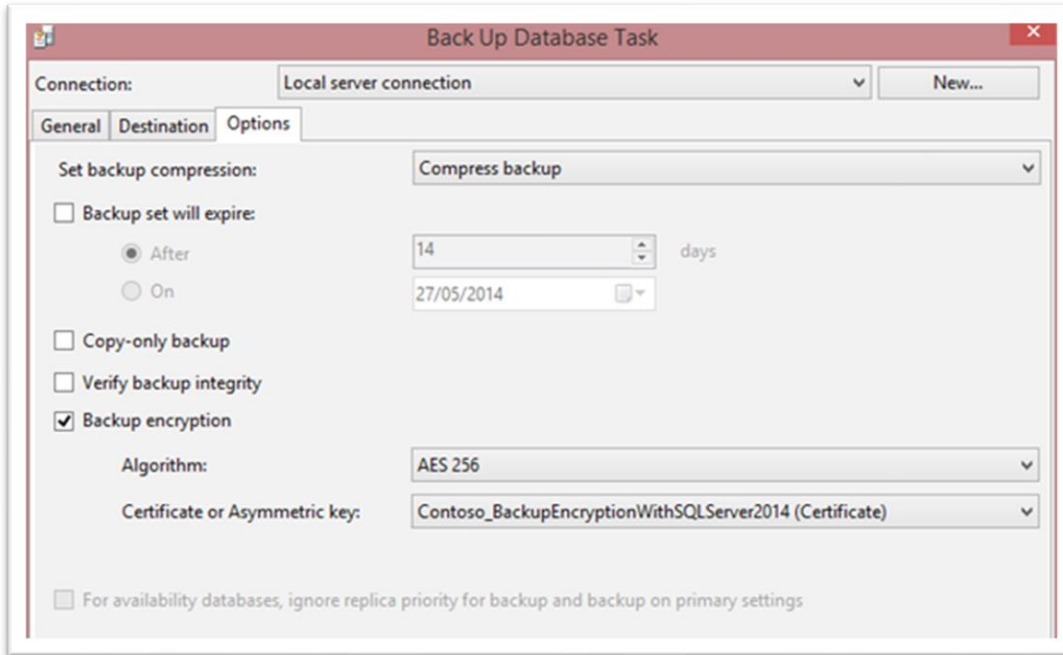 Back Up Database Task
Connection: Local server connection New...
General Destination Options
Set backup compression: Compress backup
Backup set will expire:
After 14 days
On 27/05/2014
Copy-only backup
Verify backup integrity
Backup encryption
Algorithm: AES 256
Certificate or Asymmetric key: Contoso_BackupEncryptionWithSQLServer2014 (Certificate)
For availability databases, ignore replica priority for backup and backup on primary settings